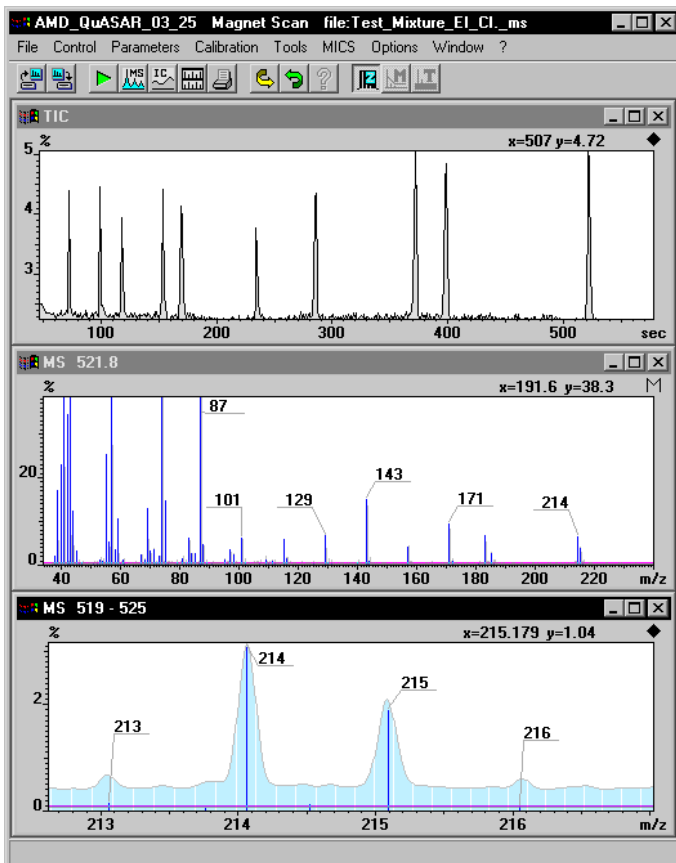 AMD_QuASAR_03_25 Magnet Scan file:Test_Mixture_EI_CI._ms
File Control Parameters Calibration Tools MICS Options Window ?
MS IC ? M T
TIC
% x=507 y=4.72
5
4
3
100 200 300 400 500 sec
MS 521.8
% x=191.6 y=38.3 M
87
20
101 129 143 171 214
0
40 60 80 100 120 140 160 180 200 220 m/z
MS 519 - 525
% x=215.179 y=1.04
214
215
2
213
216
0
213 214 215 216 m/z